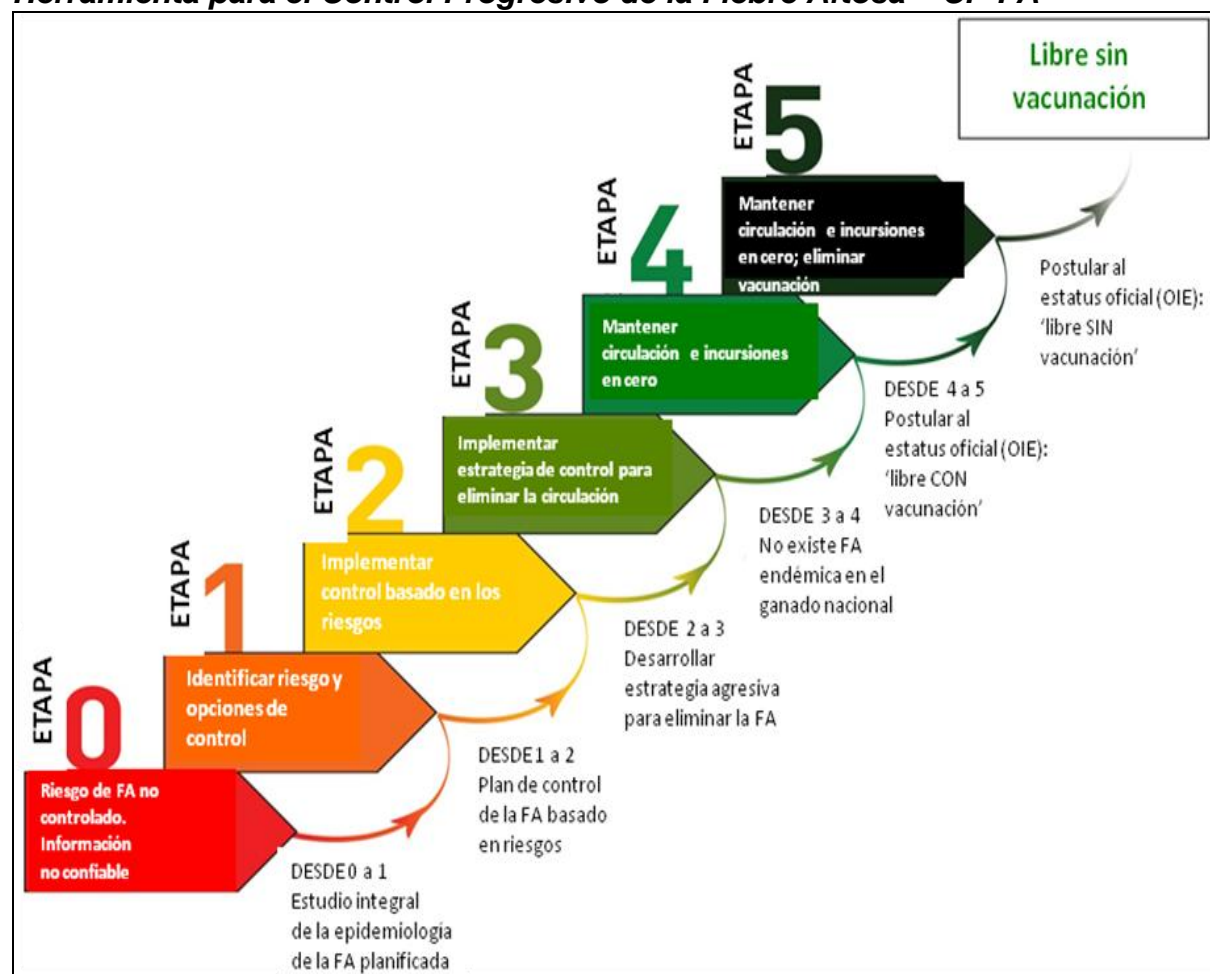 Herramienta para el Control Progresivo de la Fiebre Aftosa
Libre sin
vacunación
ETAPA
5
Mantener
circulación e incursiones
en cero; eliminar
vacunación
Postular al
estatus oficial (OIE):
‘libre SIN
vacunación’
ETAPA
4
Mantener
circulación e incursiones
en cero
DESDE 4 a 5
Postular al
estatus oficial (OIE):
‘libre CON
vacunación’
ETAPA
3
Implementar
estrategia de control para
eliminar la circulación
DESDE 3 a 4
No existe FA
endémica en el
ganado nacional
ETAPA
2
Implementar
control basado en los
riesgos
DESDE 2 a 3
Desarrollar
estrategia agresiva
para eliminar la FA
ETAPA
1
Identificar riesgo y
opciones de
control
DESDE 1 a 2
Plan de control
de la FA basado
en riesgos
ETAPA
0
Riesgo de FA no
controlado.
Información
no confiable
DESDE 0 a 1
Estudio integral
de la epidemiología
de la FA planificada